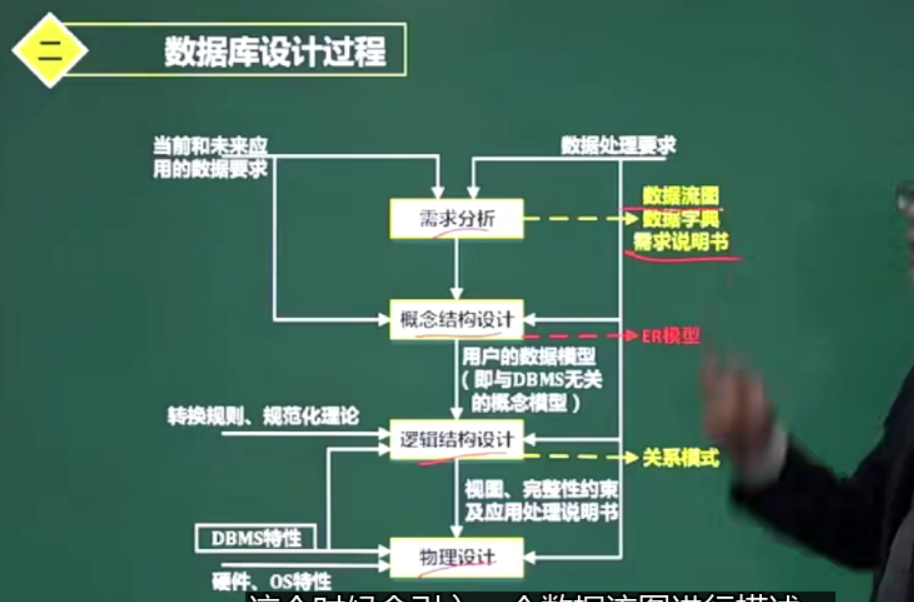 二
数据库设计过程
当前和未来应
用的数据要求
数据处理要求
需求分析
数据流图
数据字典
需求说明书
概念结构设计
ER模型
用户的数据模型
（即与DBMS无关
的概念模型）
转换规则、规范化理论
逻辑结构设计
关系模式
视图、完整性约束
及应用处理说明书
DBMS特性
物理设计
硬件、OS特性